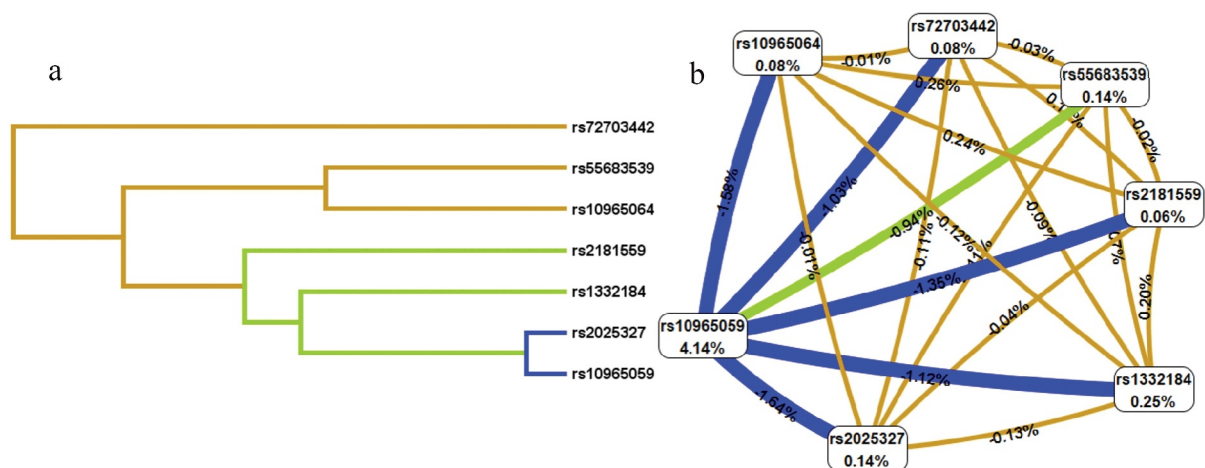 a
rs72703442
rs55683539
rs10965064
rs2181559
rs1332184
rs2025327
rs10965059
b
rs10965064
0.08%
rs72703442
0.08%
rs55683539
0.14%
rs2181559
0.06%
rs1332184
0.25%
rs2025327
0.14%
rs10965059
4.14%
-0.01%
-0.03%
0.26%
-0.02%
0.24%
-1.58%
-1.03%
-0.94%
-0.09%
-0.12%
-0.01%
-0.11%
-1.35%
0.20%
-0.04%
-1.12%
-1.64%
-0.13%